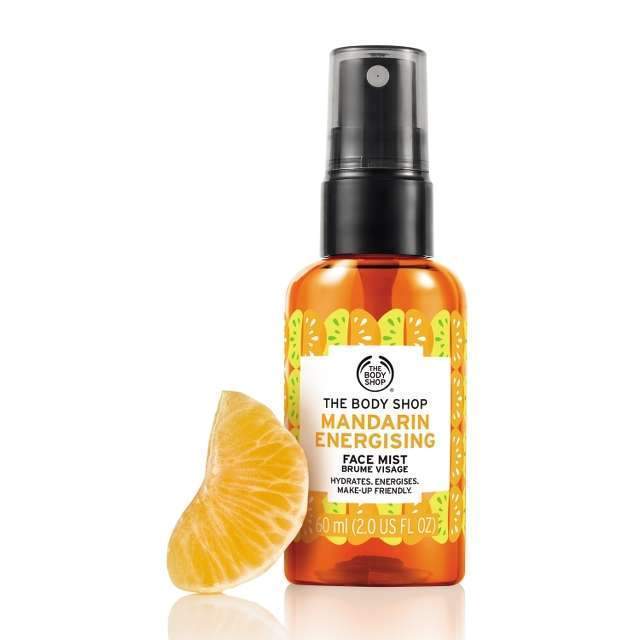 THE
BODY
SHOP
®
THE BODY SHOP
MANDARIN
ENERGISING
FACE MIST
BRUME VISAGE
HYDRATES. ENERGISES.
MAKE-UP FRIENDLY.
60 ml (2.0 US FL OZ)